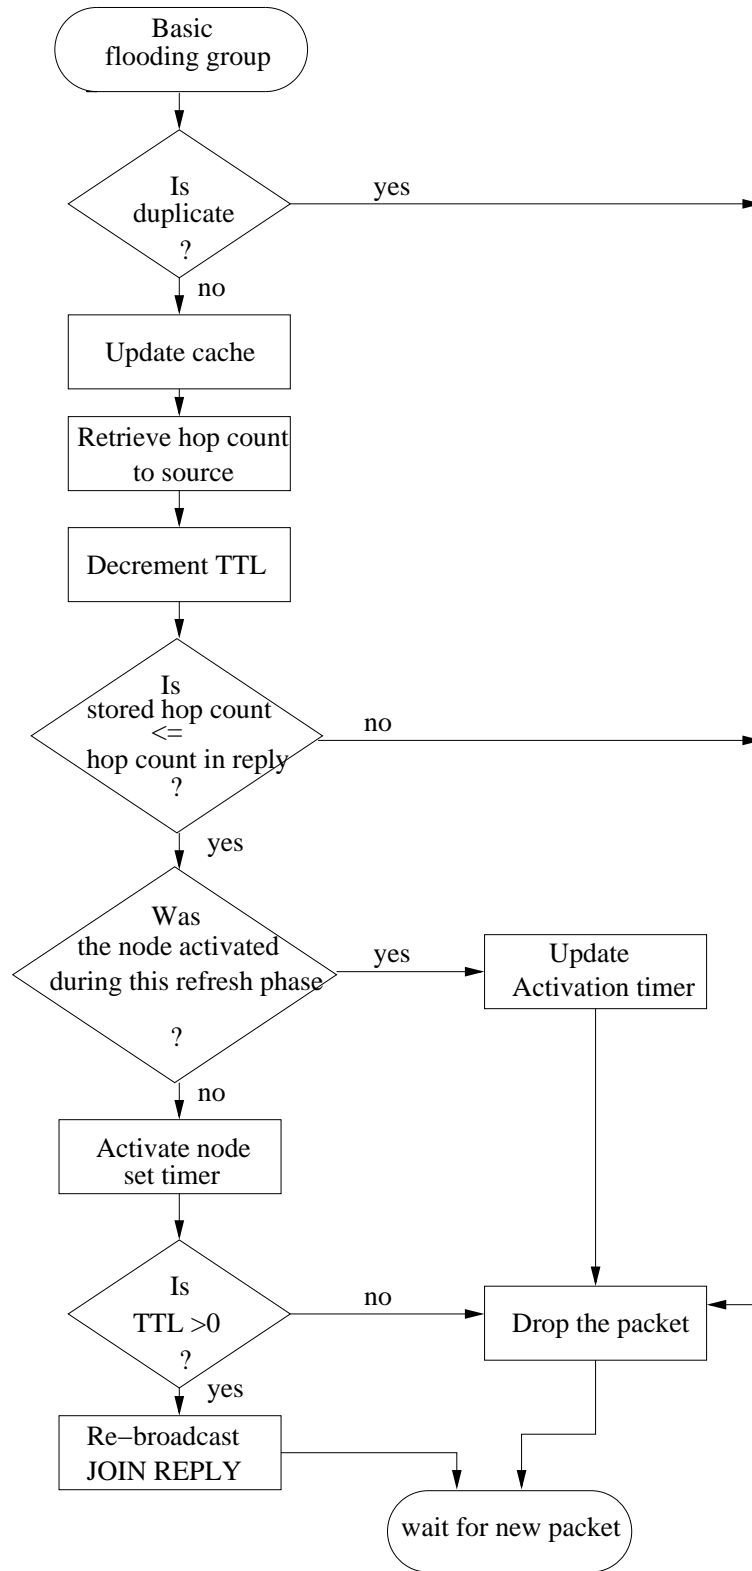 Basic
flooding group
Is
duplicate
?
yes
no
Update cache
Retrieve hop count
to source
Decrement TTL
Is
stored hop count
<=
hop count in reply
?
no
yes
Was
the node activated
during this refresh phase
?
yes
Update
Activation timer
no
Activate node
set timer
Is
TTL >0
?
no
Drop the packet
yes
Re−broadcast
JOIN REPLY
wait for new packet